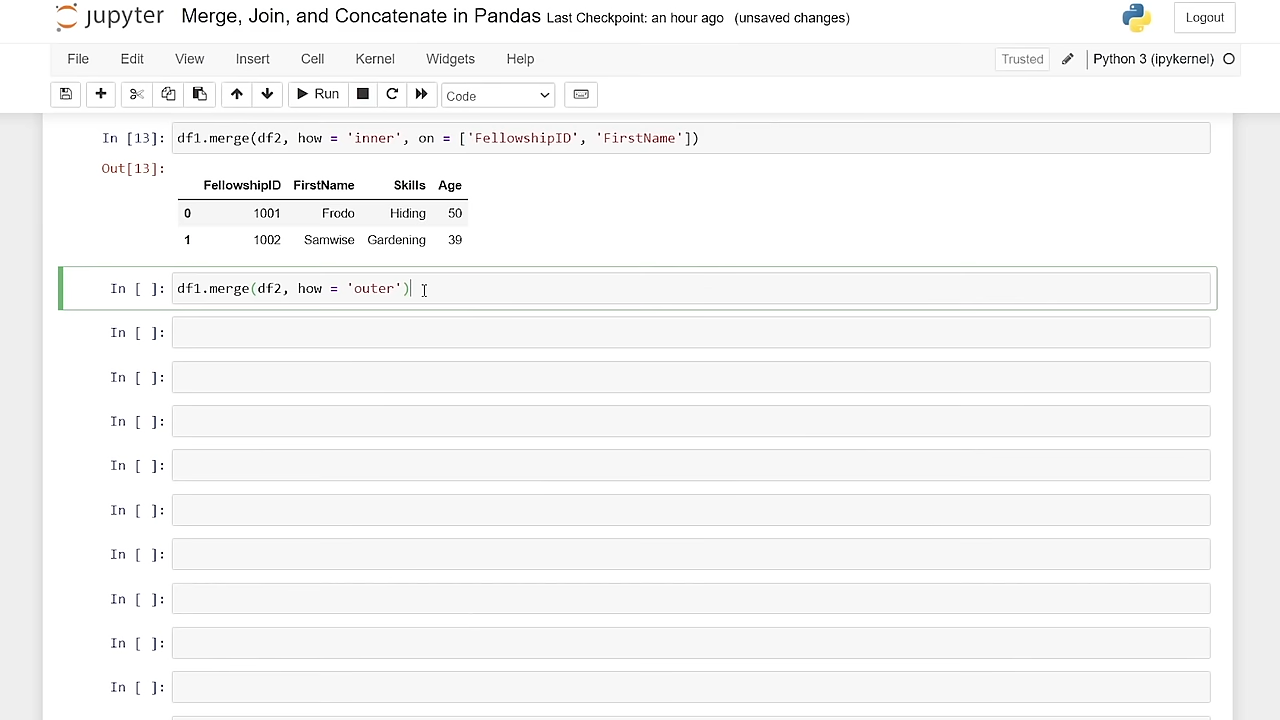 jupyter Merge, Join, and Concatenate in Pandas Last Checkpoint: an hour ago (unsaved changes) Logout
File Edit View Insert Cell Kernel Widgets Help Trusted Python 3 (ipykernel)
Run Code
In [13]: df1.merge(df2, how = 'inner', on = ['FellowshipID', 'FirstName'])
Out[13]:
FellowshipID FirstName Skills Age
0 1001 Frodo Hiding 50
1 1002 Samwise Gardening 39
In [ ]: df1.merge(df2, how = 'outer')
In [ ]:
In [ ]:
In [ ]:
In [ ]:
In [ ]:
In [ ]:
In [ ]:
In [ ]:
In [ ]: